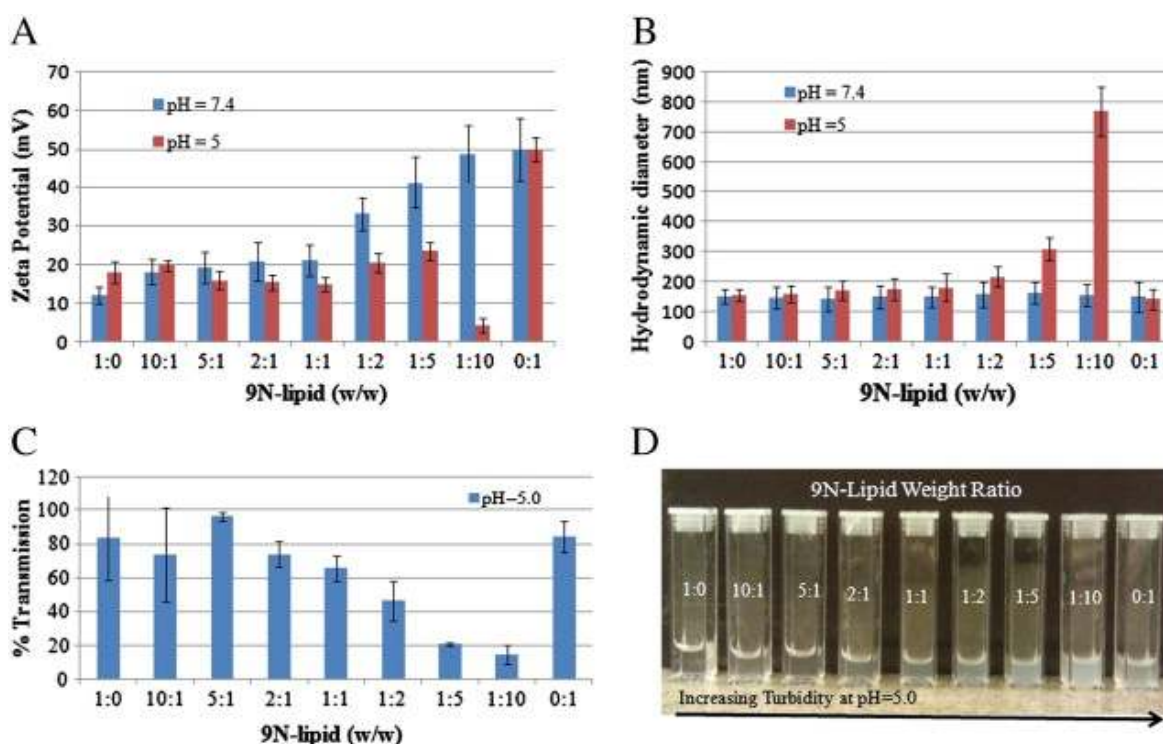 A
70
60
50
40
30
20
10
0
Zeta Potential (mV)
pH = 7.4
pH = 5
1:0 10:1 5:1 2:1 1:1 1:2 1:5 1:10 0:1
9N-lipid (w/w)
B
900
800
700
600
500
400
300
200
100
0
Hydrodynamic diameter (nm)
pH = 7.4
pH =5
1:0 10:1 5:1 2:1 1:1 1:2 1:5 1:10 0:1
9N-lipid (w/w)
C
120
100
80
60
40
20
0
% Transmission
pH–5.0
1:0 10:1 5:1 2:1 1:1 1:2 1:5 1:10 0:1
9N-lipid (w/w)
D
9N-Lipid Weight Ratio
1:0 10:1 5:1 2:1 1:1 1:2 1:5 1:10 0:1
Increasing Turbidity at pH=5.0